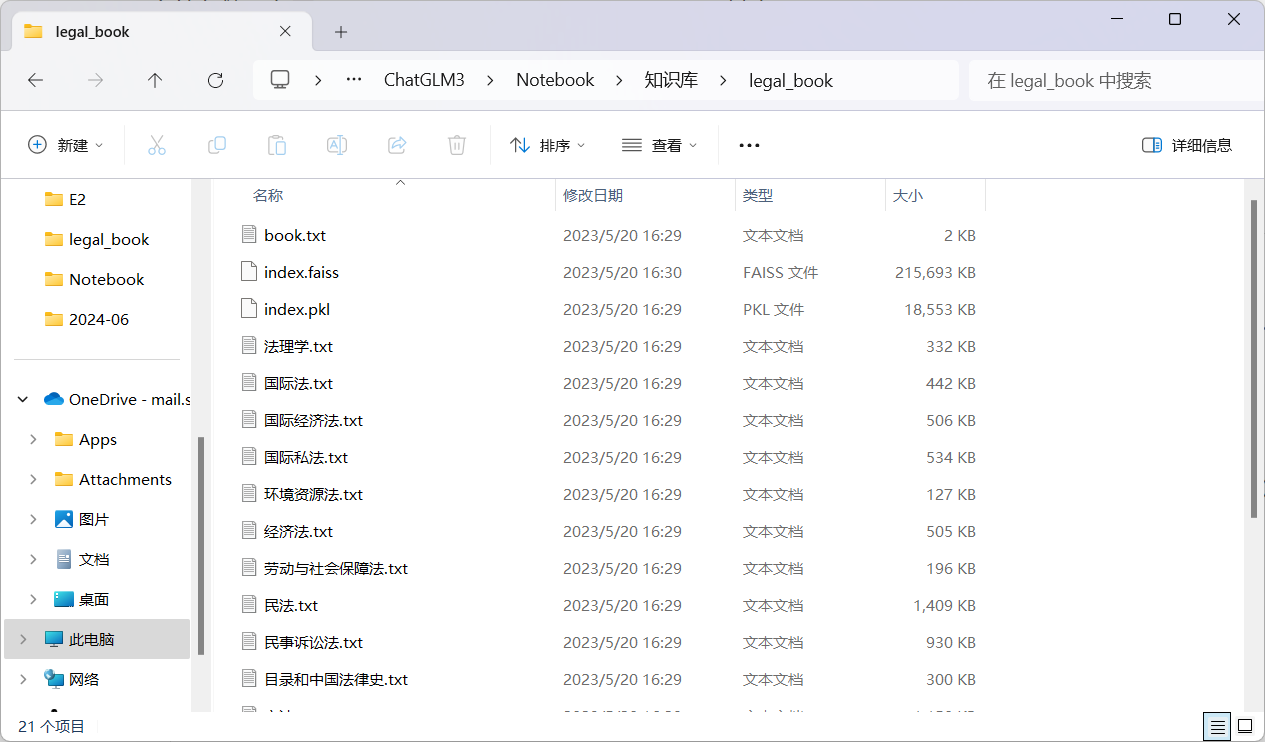 legal_book
ChatGLM3 Notebook 知识库 legal_book 在 legal_book 中搜索
新建 排序 查看 详细信息
E2
legal_book
Notebook
2024-06
OneDrive - mail.s
Apps
Attachments
图片
文档
桌面
此电脑
网络
名称 修改日期 类型 大小
book.txt 2023/5/20 16:29 文本文档 2 KB
index.faiss 2023/5/20 16:30 FAISS 文件 215,693 KB
index.pkl 2023/5/20 16:29 PKL 文件 18,553 KB
法理学.txt 2023/5/20 16:29 文本文档 332 KB
国际法.txt 2023/5/20 16:29 文本文档 442 KB
国际经济法.txt 2023/5/20 16:29 文本文档 506 KB
国际私法.txt 2023/5/20 16:29 文本文档 534 KB
环境资源法.txt 2023/5/20 16:29 文本文档 127 KB
经济法.txt 2023/5/20 16:29 文本文档 505 KB
劳动与社会保障法.txt 2023/5/20 16:29 文本文档 196 KB
民法.txt 2023/5/20 16:29 文本文档 1,409 KB
民事诉讼法.txt 2023/5/20 16:29 文本文档 930 KB
目录和中国法律史.txt 2023/5/20 16:29 文本文档 300 KB
21 个项目